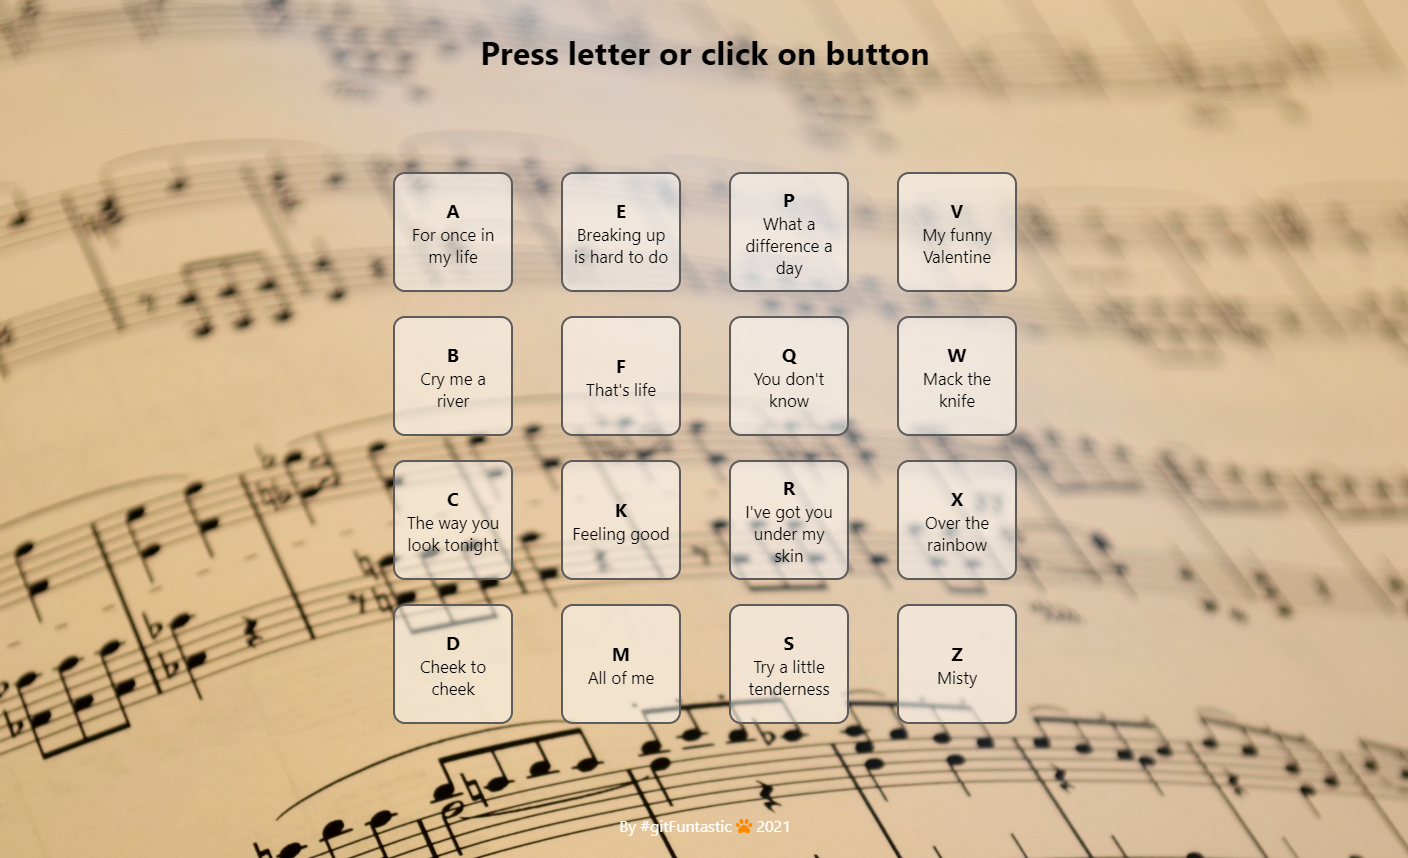 Press letter or click on button
A
For once in
my life
E
Breaking up
is hard to do
P
What a
difference a
day
V
My funny
Valentine
B
Cry me a
river
F
That's life
Q
You don't
know
W
Mack the
knife
C
The way you
look tonight
K
Feeling good
R
I've got you
under my
skin
X
Over the
rainbow
D
Cheek to
cheek
M
All of me
S
Try a little
tenderness
Z
Misty
By #gitFuntastic 2021